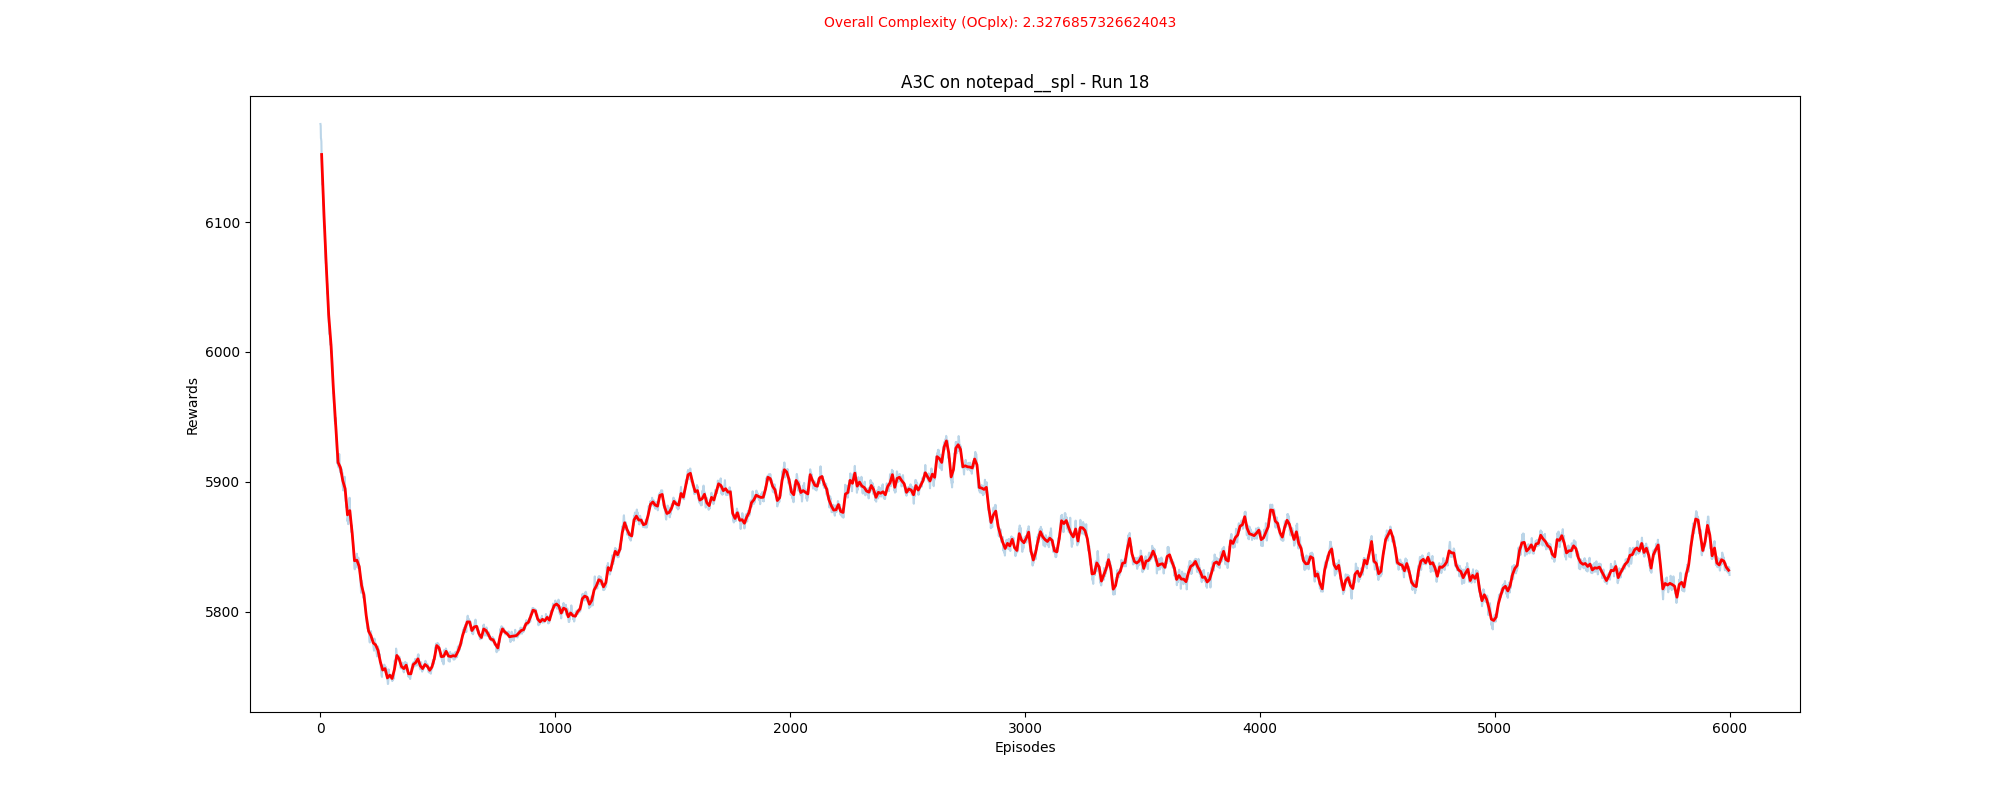 Overall Complexity (OCplx): 2.3276857326624043
A3C on notepad__spl - Run 18
6100
6000
5900
5800
Rewards
0 1000 2000 3000 4000 5000 6000
Episodes